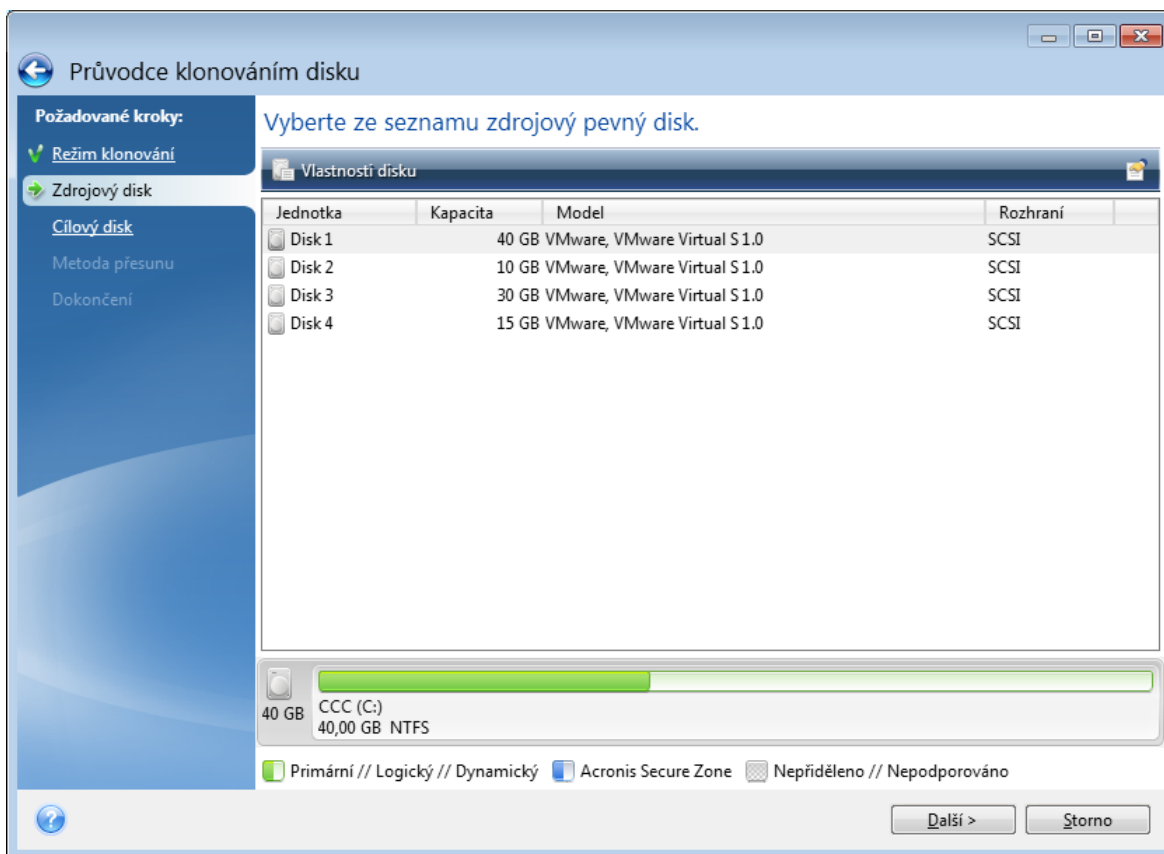 Průvodce klonováním disku
Požadované kroky:
Režim klonování
Zdrojový disk
Cílový disk
Metoda přesunu
Dokončení
Vyberte ze seznamu zdrojový pevný disk.
Vlastnosti disku
Jednotka Kapacita Model Rozhraní
Disk 1 40 GB VMware, VMware Virtual S 1.0 SCSI
Disk 2 10 GB VMware, VMware Virtual S 1.0 SCSI
Disk 3 30 GB VMware, VMware Virtual S 1.0 SCSI
Disk 4 15 GB VMware, VMware Virtual S 1.0 SCSI
40 GB
CCC (C:)
40,00 GB NTFS
Primární // Logický // Dynamický Acronis Secure Zone Nepřiděleno // Nepodporováno
Další > Storno